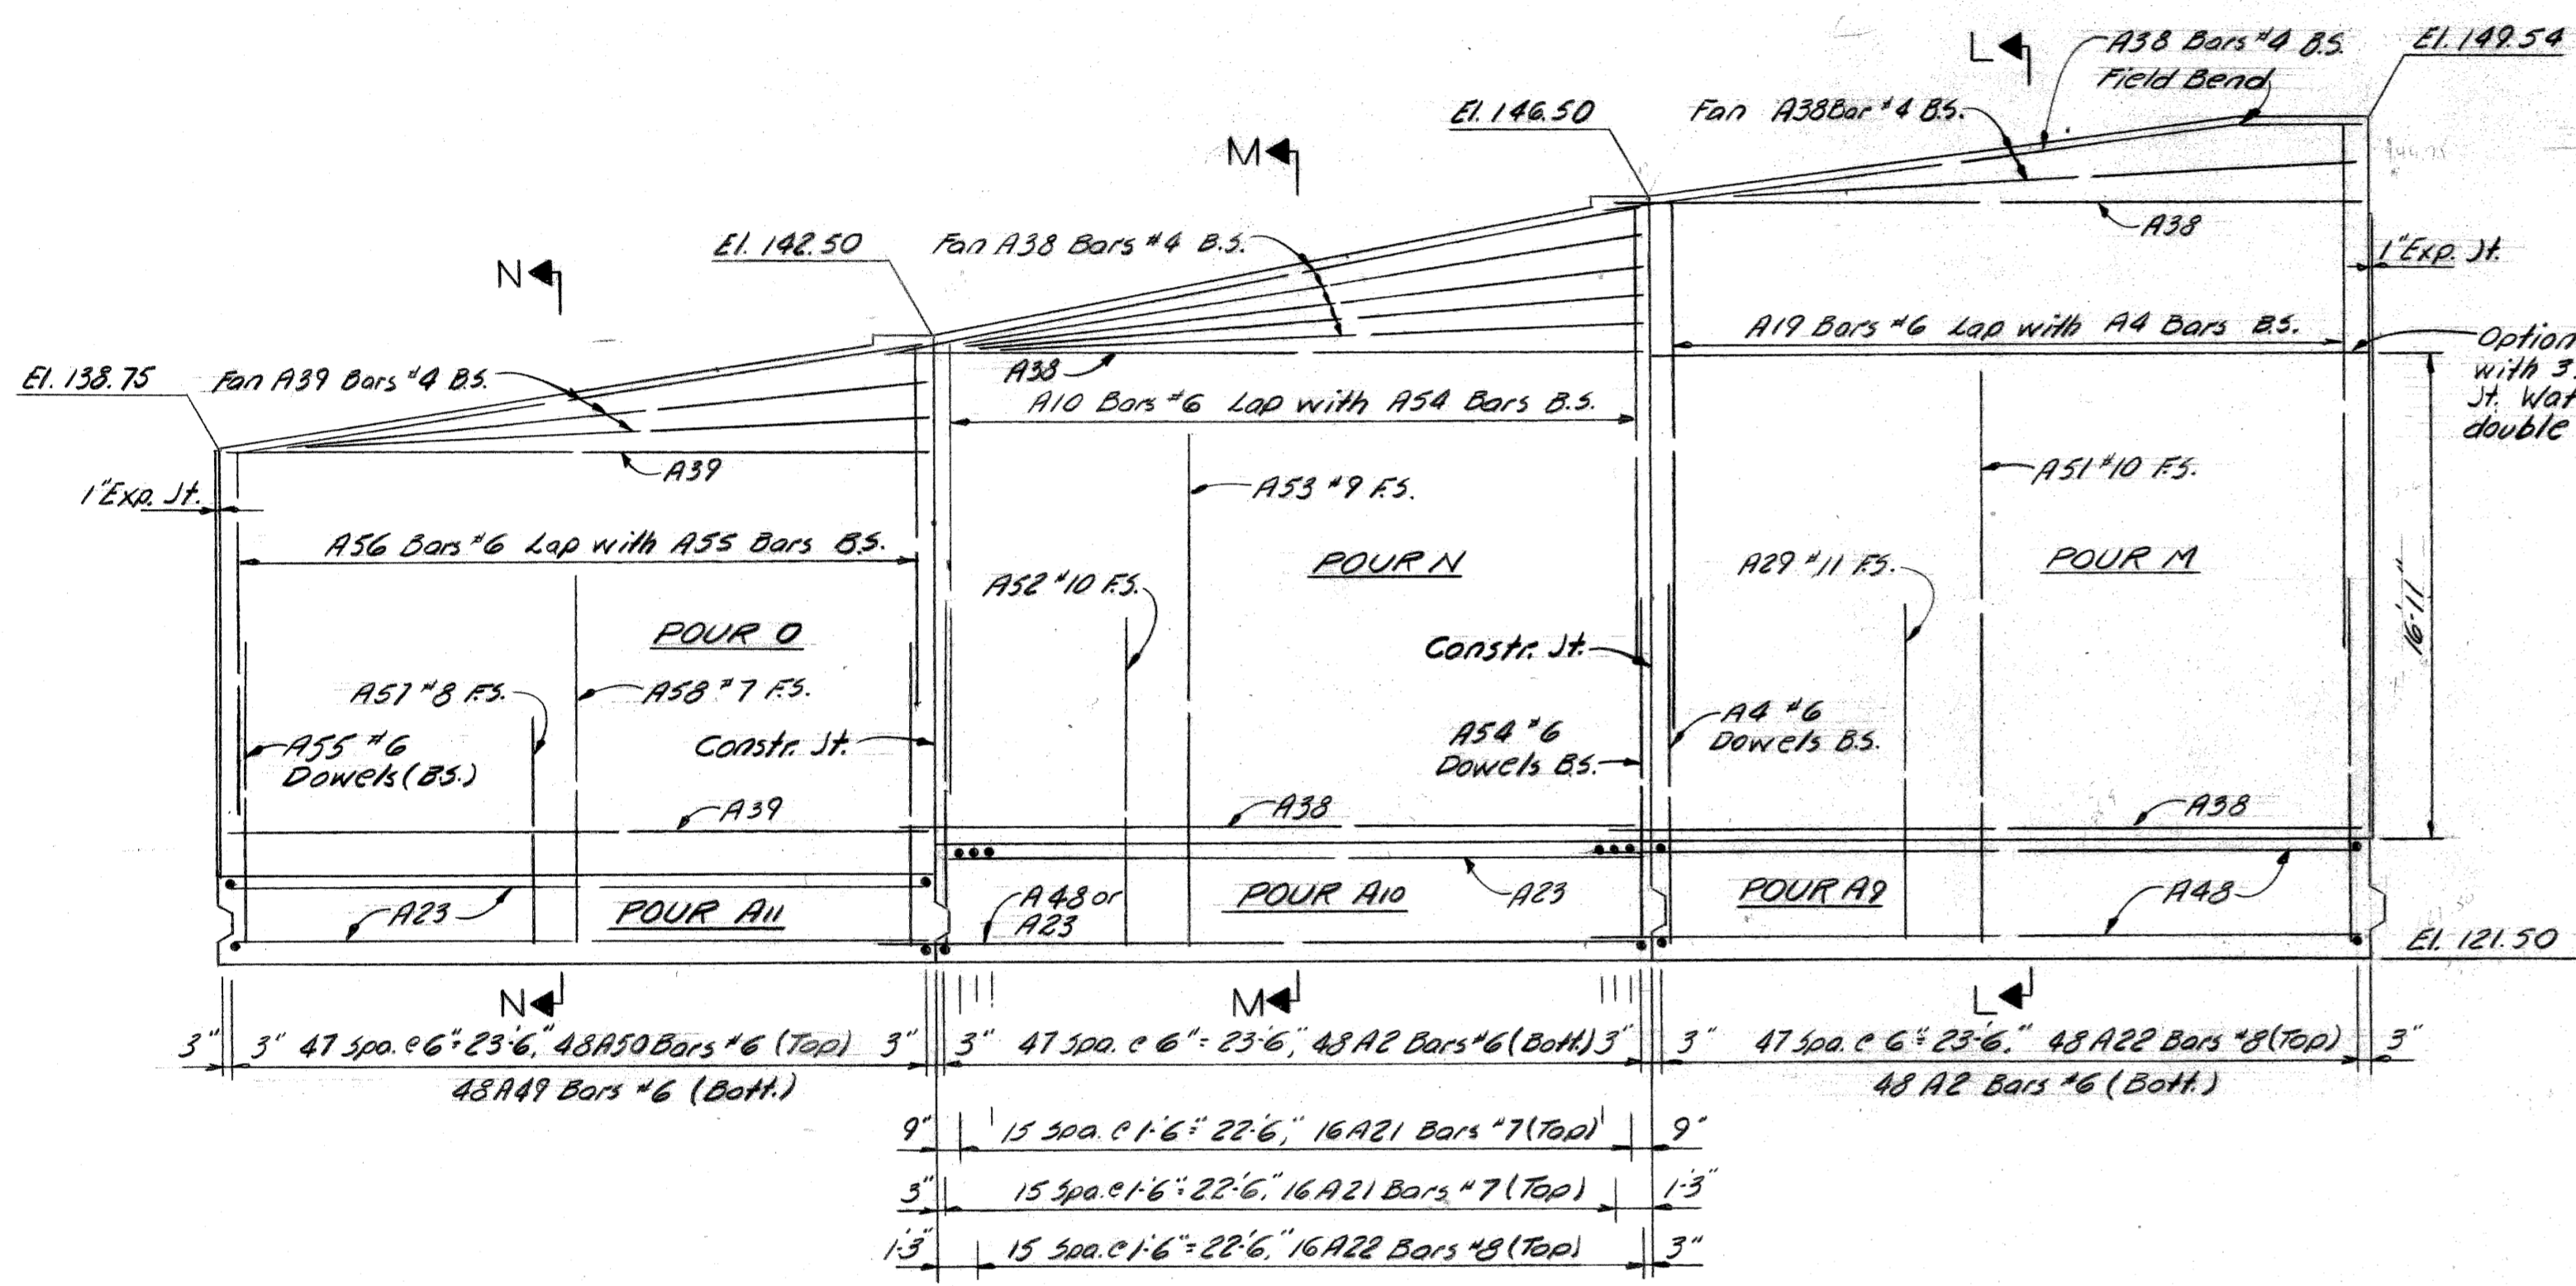 L
A38 Bars #4 B.S.
Field Bend
El. 149.54
El. 146.50
Fan A38Bar #4 B.S.
M
A38
El. 142.50
Fan A38 Bars #4 B.S.
1" Exp. Jt.
N
A19 Bars #6 Lap with A4 Bars B.S.
Option
with 3
Jt. Wat
double
El. 138.75
Fan A39 Bars #4 B.S.
A38
A10 Bars #6 Lap with A54 Bars B.S.
A39
1" Exp. Jt.
A53 #9 F.S.
A51 #10 F.S.
A56 Bars #6 Lap with A55 Bars B.S.
POUR N
POUR M
A52 #10 F.S.
A29 #11 F.S.
16'-11"
POUR O
Constr. Jt.
A57 #8 F.S.
A58 #7 F.S.
A55 #6
Dowels (B.S.)
Constr. Jt.
A54 #6
Dowels B.S.
A4 #6
Dowels B.S.
A39
A38
A38
A23
POUR A11
A48 or
A23
POUR A10
A23
POUR A9
A48
El. 121.50
N
M
L
3" 3" 47 Spa. @ 6" = 23'-6," 48A50 Bars #6 (Top) 3"
48A49 Bars #6 (Bott.)
3" 47 Spa. @ 6" = 23'-6," 48 A2 Bars #6 (Bott.) 3"
3" 47 Spa. @ 6" = 23'-6," 48 A22 Bars #8 (Top) 3"
48 A2 Bars #6 (Bott.)
9" 15 Spa. @ 1'-6" = 22'-6," 16 A21 Bars #7 (Top) 9"
3" 15 Spa. @ 1'-6" = 22'-6," 16 A21 Bars #7 (Top) 1'-3"
1'-3" 15 Spa. @ 1'-6" = 22'-6," 16 A22 Bars #8 (Top) 3"